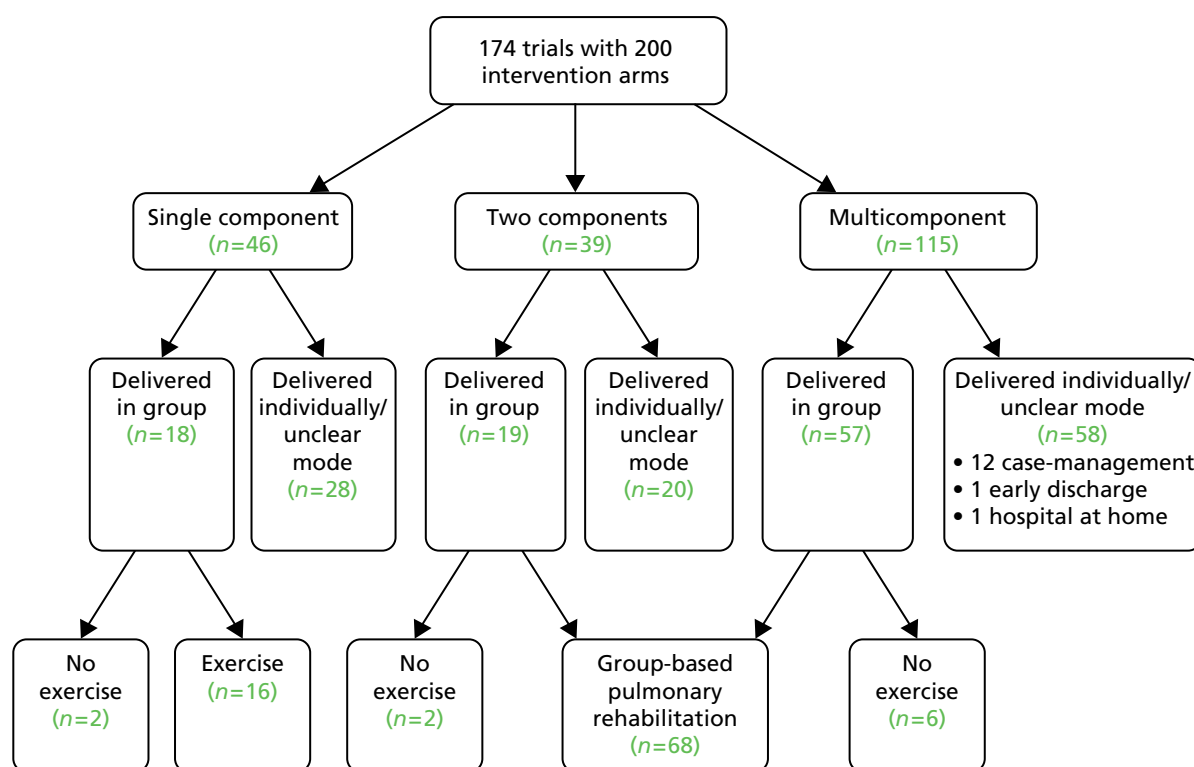 174 trials with 200
intervention arms
Single component
(n=46)
Two components
(n=39)
Multicomponent
(n=115)
Delivered
in group
(n=18)
Delivered
individually/
unclear
mode
(n=28)
Delivered
in group
(n=19)
Delivered
individually/
unclear
mode
(n=20)
Delivered
in group
(n=57)
Delivered individually/
unclear mode
(n=58)
• 12 case-management
• 1 early discharge
• 1 hospital at home
No
exercise
(n=2)
Exercise
(n=16)
No
exercise
(n=2)
Group-based
pulmonary
rehabilitation
(n=68)
No
exercise
(n=6)